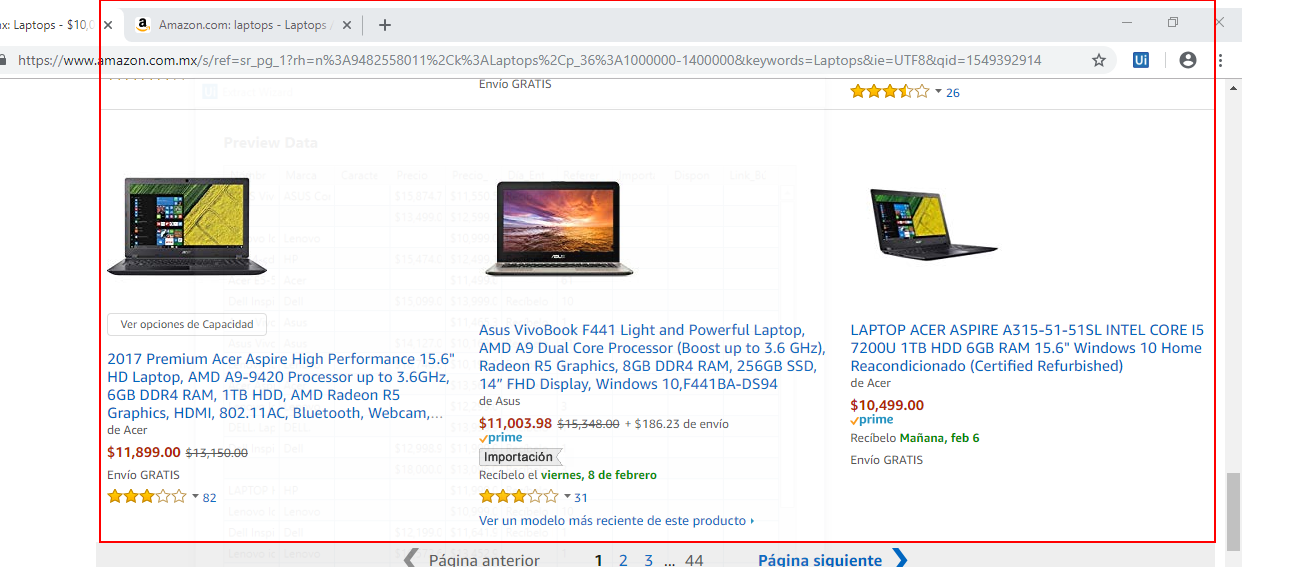 x: Laptops - $10,0
Amazon.com: laptops - Laptops
https://www.amazon.com.mx/s/ref=sr_pg_1?rh=n%3A9482558011%2Ck%3ALaptops%2Cp_36%3A1000000-1400000&keywords=Laptops&ie=UTF8&qid=1549392914
Ui
Envío GRATIS
26
Preview Data
Ver opciones de Capacidad
2017 Premium Acer Aspire High Performance 15.6"
HD Laptop, AMD A9-9420 Processor up to 3.6GHz,
6GB DDR4 RAM, 1TB HDD, AMD Radeon R5
Graphics, HDMI, 802.11AC, Bluetooth, Webcam,...
de Acer
$11,899.00 $13,150.00
Envío GRATIS
82
Asus VivoBook F441 Light and Powerful Laptop,
AMD A9 Dual Core Processor (Boost up to 3.6 GHz),
Radeon R5 Graphics, 8GB DDR4 RAM, 256GB SSD,
14” FHD Display, Windows 10,F441BA-DS94
de Asus
$11,003.98 $15,348.00 + $186.23 de envío
prime
Importación
Recíbelo el viernes, 8 de febrero
31
Ver un modelo más reciente de este producto
LAPTOP ACER ASPIRE A315-51-51SL INTEL CORE I5
7200U 1TB HDD 6GB RAM 15.6" Windows 10 Home
Reacondicionado (Certified Refurbished)
de Acer
$10,499.00
prime
Recíbelo Mañana, feb 6
Envío GRATIS
Página anterior 1 2 3 ... 44 Página siguiente